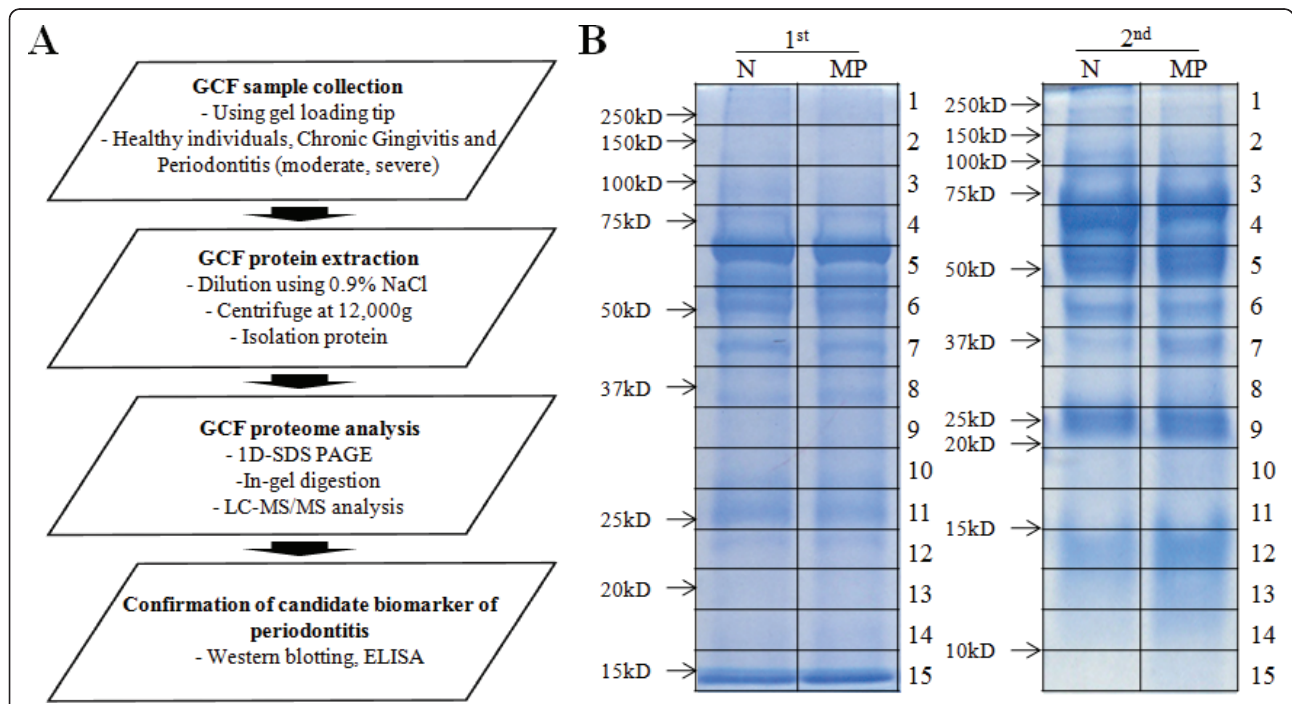 A
GCF sample collection
- Using gel loading tip
- Healthy individuals, Chronic Gingivitis and
Periodontitis (moderate, severe)
GCF protein extraction
- Dilution using 0.9% NaCl
- Centrifuge at 12,000g
- Isolation protein
GCF proteome analysis
- 1D-SDS PAGE
-In-gel digestion
- LC-MS/MS analysis
Confirmation of candidate biomarker of
periodontitis
- Western blotting, ELISA
B
1st
N MP
250kD
150kD
100kD
75kD
50kD
37kD
25kD
20kD
15kD
1
2
3
4
5
6
7
8
9
10
11
12
13
14
15
2nd
N MP
250kD
150kD
100kD
75kD
50kD
37kD
25kD
20kD
15kD
10kD
1
2
3
4
5
6
7
8
9
10
11
12
13
14
15